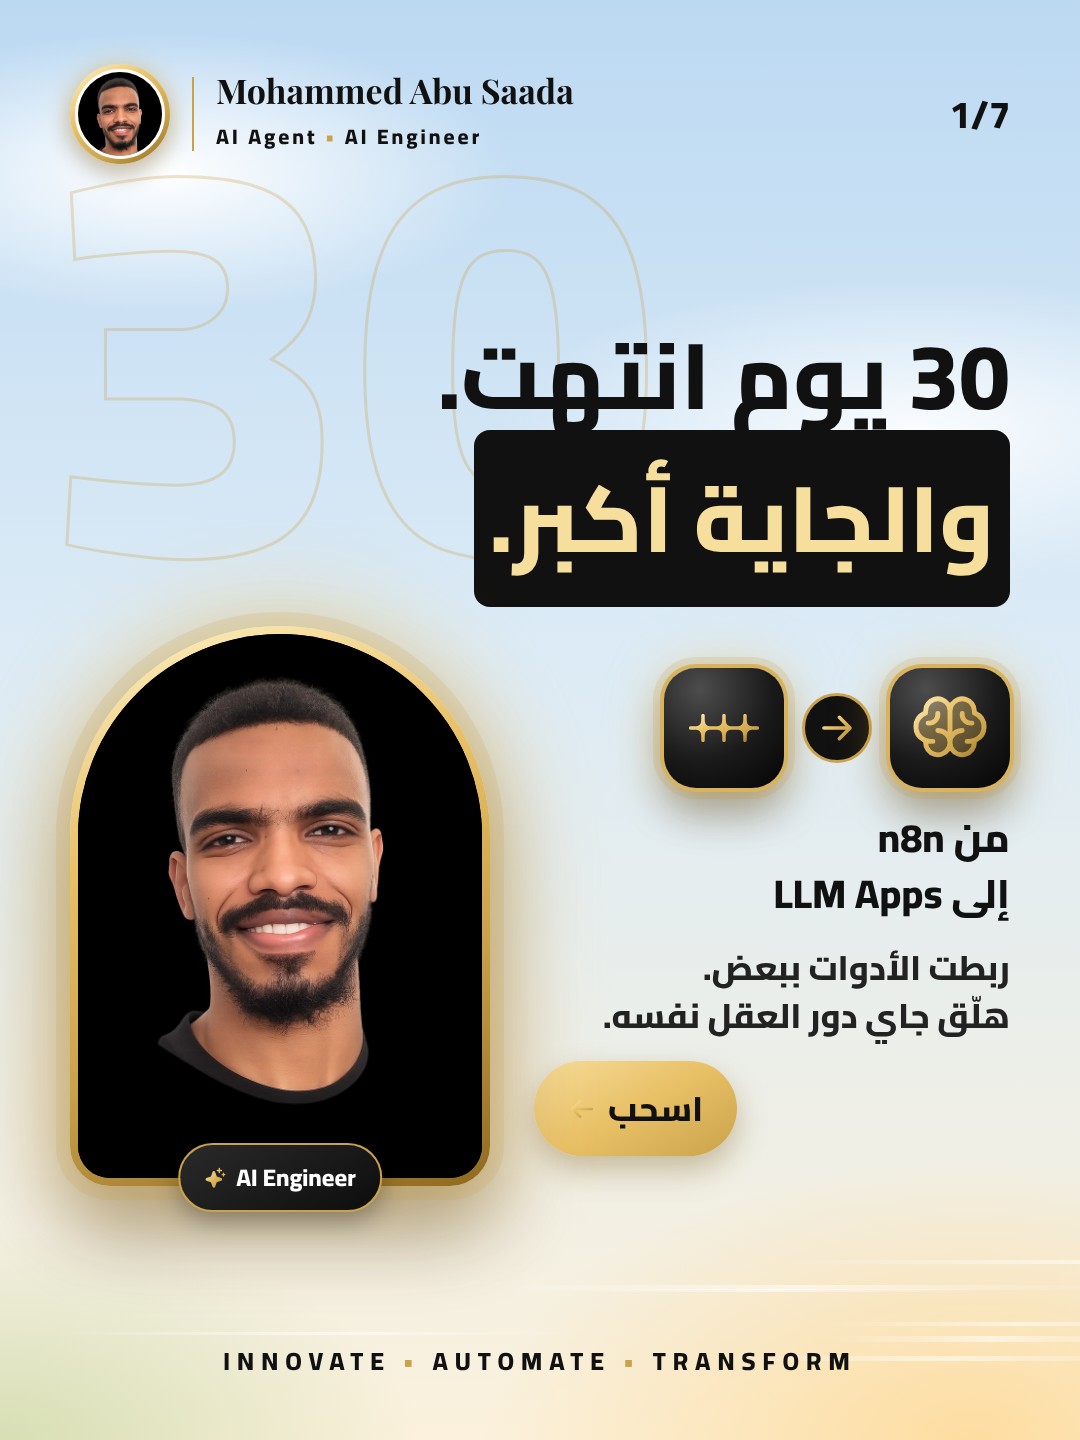 Mohammed Abu Saada
AI Agent ▪ AI Engineer
1/7
30
30 يوم انتهت.
والجاية أكبر.
من n8n
إلى LLM Apps
ربطت الأدوات ببعض.
هلّق جاي دور العقل نفسه.
اسحب ←
AI Engineer
INNOVATE ▪ AUTOMATE ▪ TRANSFORM